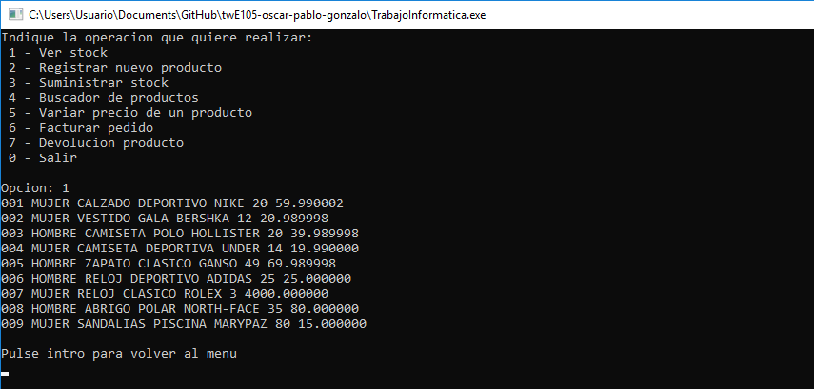 C:\Users\Usuario\Documents\GitHub\twE105-oscar-pablo-gonzalo\TrabajoInformatica.exe
Indique la operacion que quiere realizar:
1 - Ver stock
2 - Registrar nuevo producto
3 - Suministrar stock
4 - Buscador de productos
5 - Variar precio de un producto
6 - Facturar pedido
7 - Devolucion producto
0 - Salir
Opcion: 1
001 MUJER CALZADO DEPORTIVO NIKE 20 59.990002
002 MUJER VESTIDO GALA BERSHKA 12 20.989998
003 HOMBRE CAMISETA POLO HOLLISTER 20 39.989998
004 MUJER CAMISETA DEPORTIVA UNDER 14 19.990000
005 HOMBRE ZAPATO CLASICO GANSO 49 69.989998
006 HOMBRE RELOJ DEPORTIVO ADIDAS 25 25.000000
007 MUJER RELOJ CLASICO ROLEX 3 4000.000000
008 HOMBRE ABRIGO POLAR NORTH-FACE 35 80.000000
009 MUJER SANDALIAS PISCINA MARYPAZ 80 15.000000
Pulse intro para volver al menu